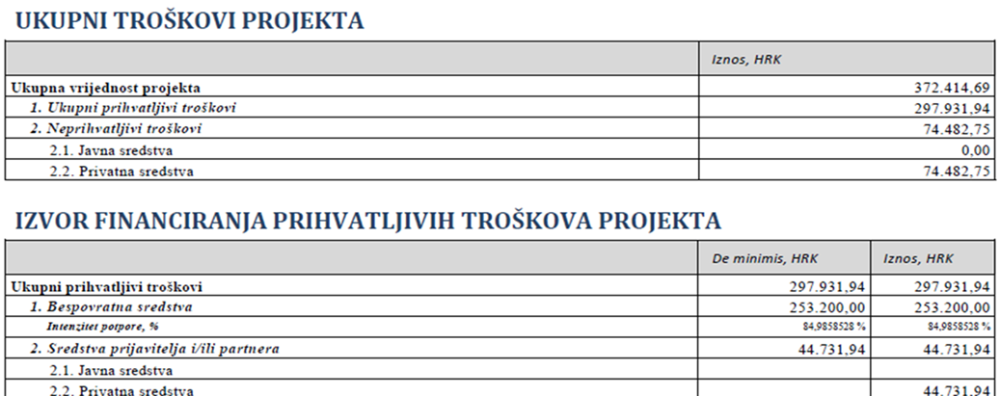 UKUPNI TROŠKOVI PROJEKTA
Iznos, HRK
Ukupna vrijednost projekta 372.414,69
1. Ukupni prihvatljivi troškovi 297.931,94
2. Neprihvatljivi troškovi 74.482,75
2.1. Javna sredstva 0,00
2.2. Privatna sredstva 74.482,75
IZVOR FINANCIRANJA PRIHVATLJIVIH TROŠKOVA PROJEKTA
De minimis, HRK Iznos, HRK
Ukupni prihvatljivi troškovi 297.931,94 297.931,94
1. Bespovratna sredstva 253.200,00 253.200,00
Intenzitet potpore, % 84,9858528 % 84,9858528 %
2. Sredstva prijavitelja i/ili partnera 44.731,94 44.731,94
2.1. Javna sredstva
2.2. Privatna sredstva 44.731,94